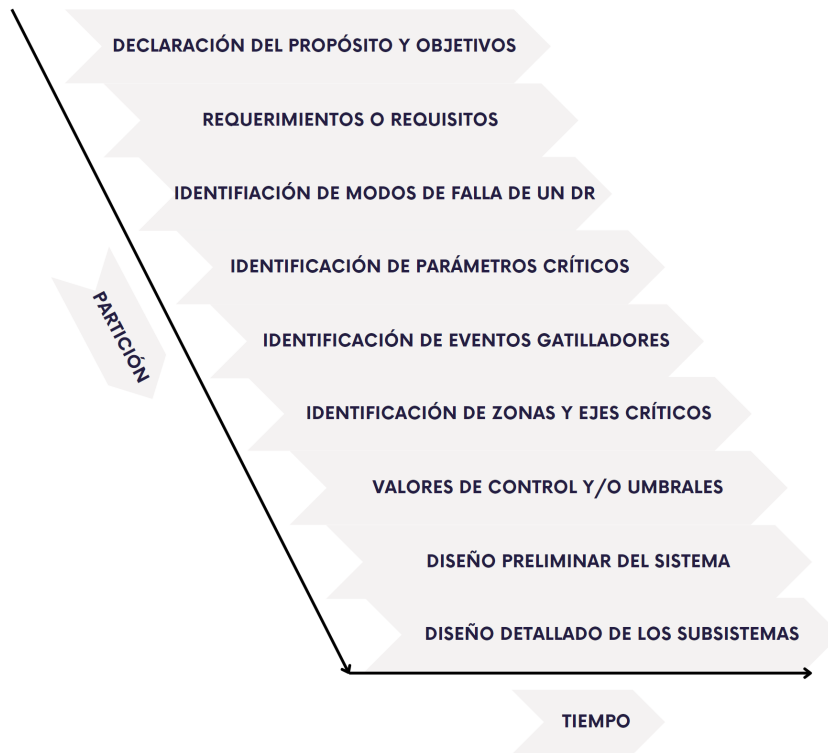 DECLARACIÓN DEL PROPÓSITO Y OBJETIVOS
REQUERIMIENTOS O REQUISITOS
IDENTIFIACIÓN DE MODOS DE FALLA DE UN DR
IDENTIFICACIÓN DE PARÁMETROS CRÍTICOS
IDENTIFICACIÓN DE EVENTOS GATILLADORES
IDENTIFICACIÓN DE ZONAS Y EJES CRÍTICOS
VALORES DE CONTROL Y/O UMBRALES
DISEÑO PRELIMINAR DEL SISTEMA
DISEÑO DETALLADO DE LOS SUBSISTEMAS
PARTICIÓN
TIEMPO